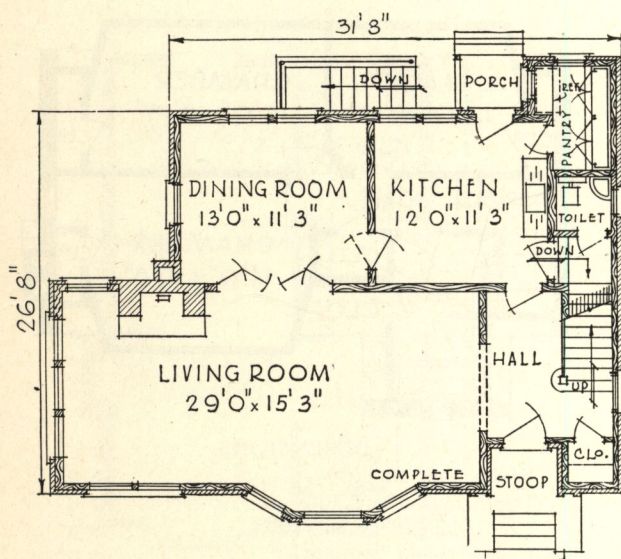 31'8"
DOWN
PORCH
REF.
PANTRY
DINING ROOM
13'0" x 11'3"
KITCHEN
12'0" x 11'3"
TOILET
DOWN
26'8"
LIVING ROOM
29'0" x 15'3"
HALL
UP
COMPLETE
STOOP
CLO.